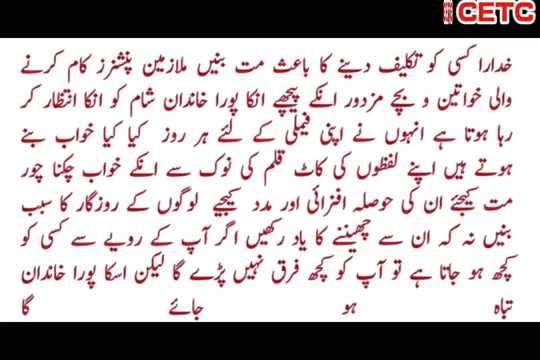 CETC
خدارا کسی کو تکلیف دینے کا باعث مت بنیں ملازمین پنشنرز کام کرنے
والی خواتین و بچے مزدور انکے پیچھے انکا پورا خاندان شام کو انکا انتظار کر
رہا ہوتا ہے انہوں نے اپنی فیملی کے لئے ہر روز کیا کیا خواب بنے
ہوتے ہیں اپنے لفظوں کی کاٹ قلم کی نوک سے انکے خواب چکنا چور
مت کیجئے ان کی حوصلہ افزائی اور مدد کیجیے لوگوں کے روزگار کا سبب
بنیں نہ کہ ان سے چھیننے کا یاد رکھیں اگر آپ کے رویے سے کسی کو
کچھ ہو جاتا ہے تو آپ کو کچھ فرق نہیں پڑے گا لیکن اسکا پورا خاندان
تباہ ہو جائے گا